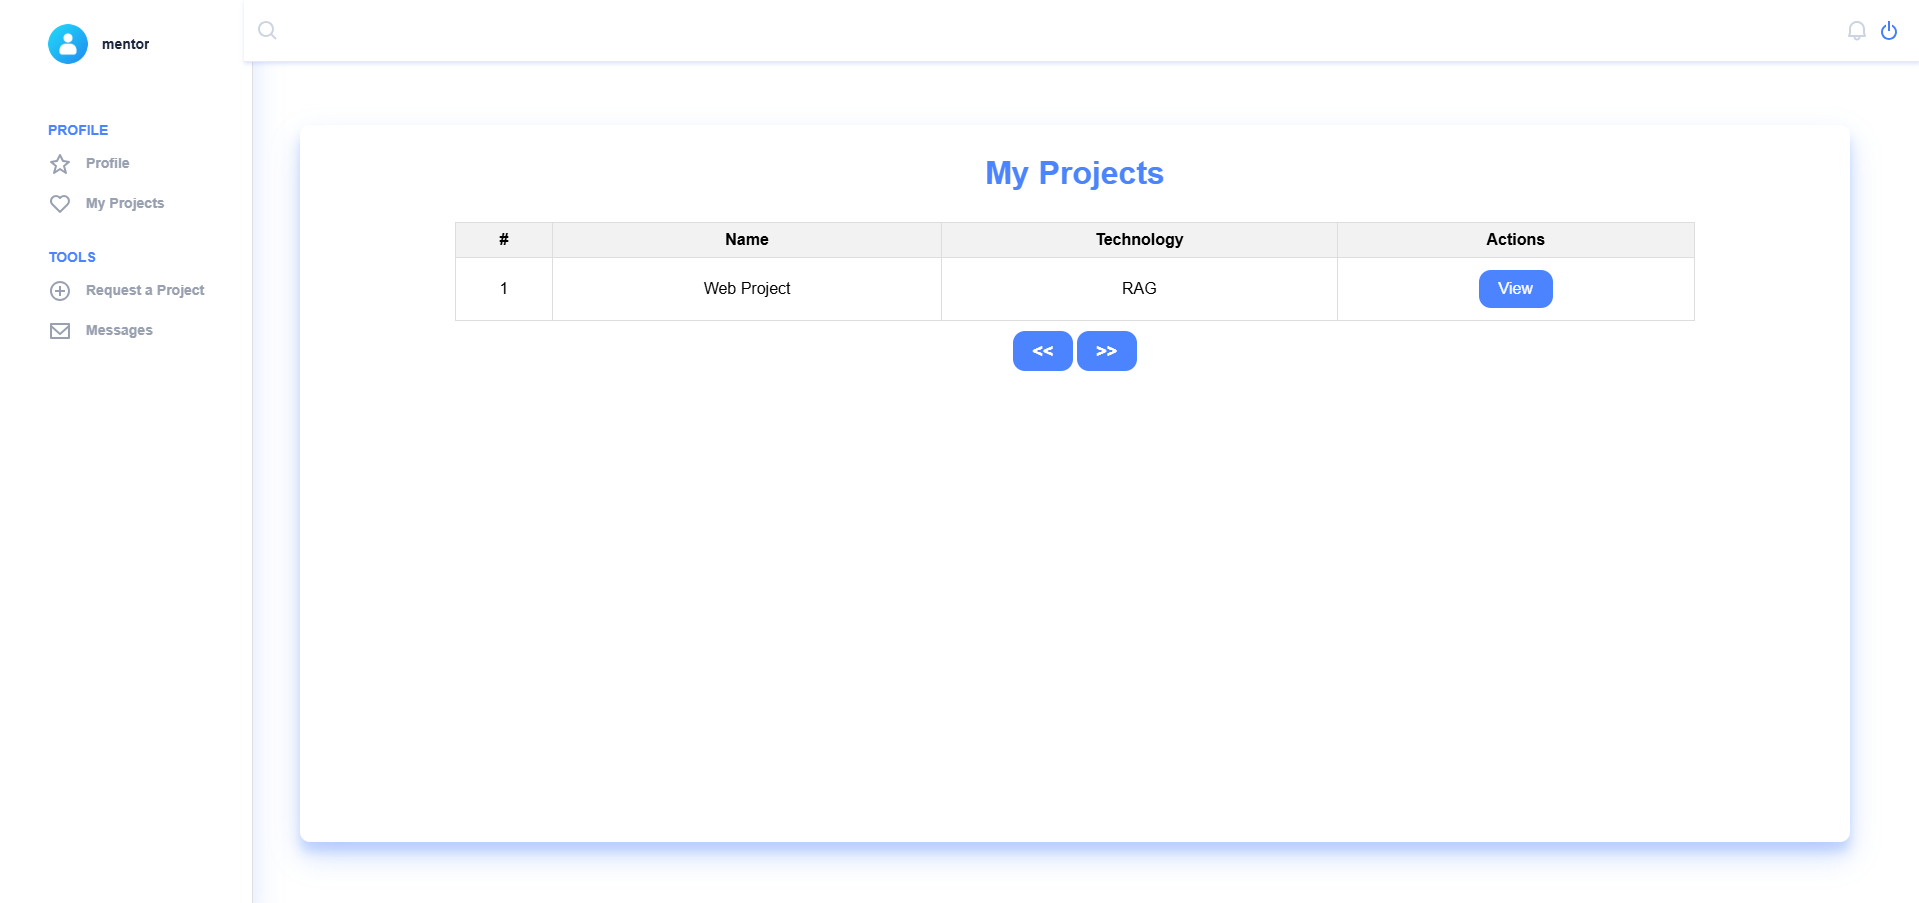 mentor
PROFILE
Profile
My Projects
TOOLS
Request a Project
Messages
My Projects
# Name Technology Actions
1 Web Project RAG View
<< >>